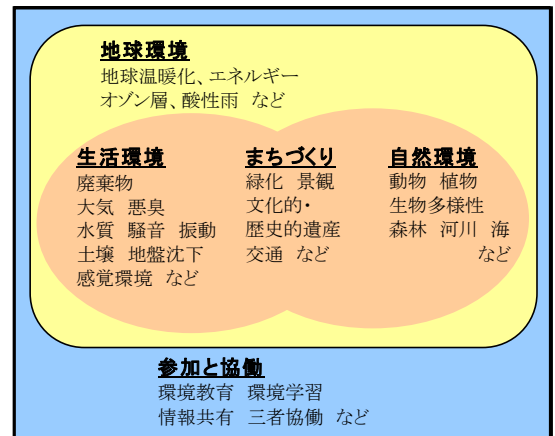 地球環境
地球温暖化、エネルギー
オゾン層、酸性雨 など
生活環境
廃棄物
大気 悪臭
水質 騒音 振動
土壌 地盤沈下
感覚環境 など
まちづくり
緑化 景観
文化的・
歴史的遺産
交通 など
自然環境
動物 植物
生物多様性
森林 河川 海
など
参加と協働
環境教育 環境学習
情報共有 三者協働 など